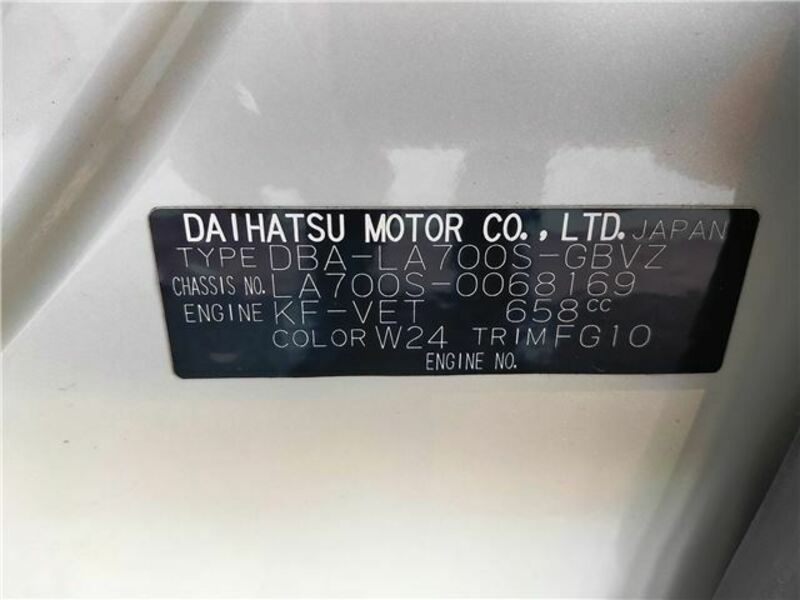 DAIHATSU MOTOR CO., LTD. JAPAN
TYPE DBA-LA700S-GBVZ
CHASSIS NO. LA700S-0068169
ENGINE KF-VET 658cc
COLOR W24 TRIM FG10
ENGINE NO.